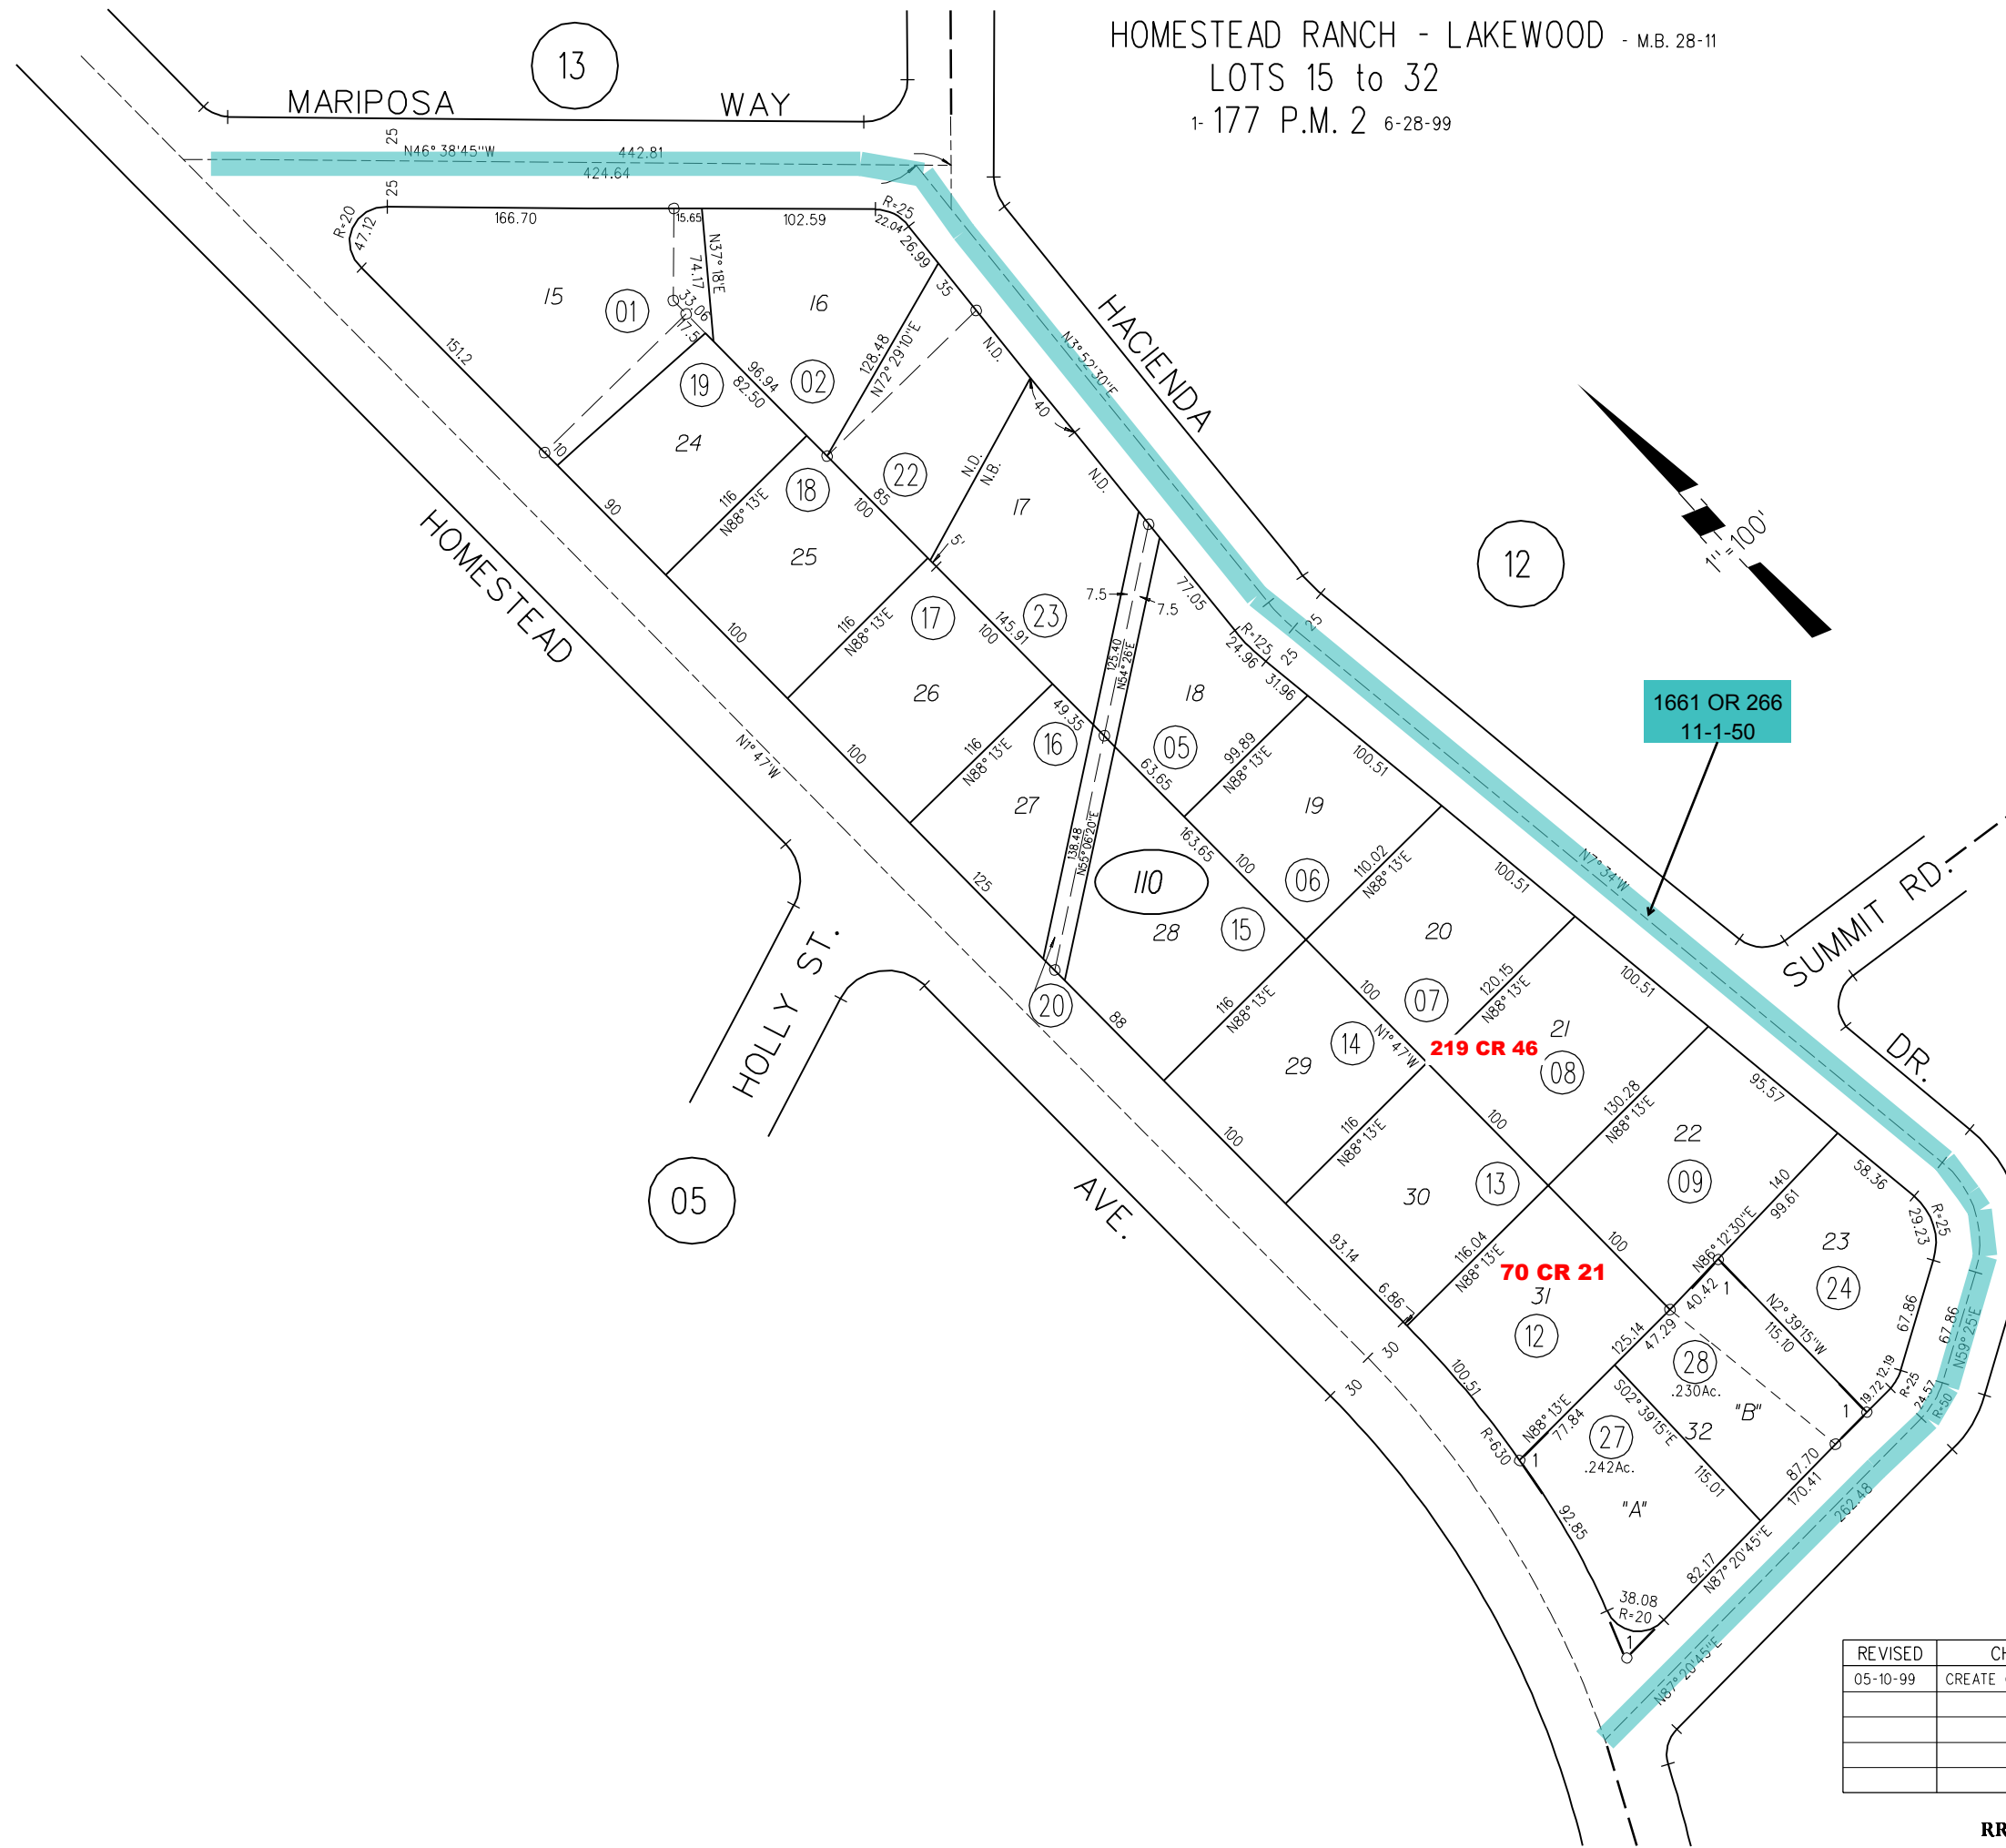 HOMESTEAD RANCH - LAKEWOOD - M.B. 28-11
LOTS 15 to 32
1- 177 P.M. 2 6-28-99
13
MARIPOSA WAY
25
N46° 38'45"W 442.81
424.64
25
R=20
47.12
166.70
15.65
102.59
R=25
22.04
26.99
N37° 18'E
74.17
35
15
01
33.06
17.5
16
151.2
19
96.94
82.50
02
128.48
N72° 29'10"E
N.D.
HACIENDA
N3° 52'30"E
10
24
90
116
N88° 13'E
18
22
85
100
N.D.
N.B.
40
N.D.
17
5'
1"=100'
12
HOMESTEAD
25
100
116
N88° 13'E
17
145.91
100
23
7.5
7.5
77.05
R=125
24.96
25
25
31.96
125.40
N54° 26'E
18
26
N1° 47'W
100
116
N88° 13'E
49.35
16
05
63.65
99.89
N88° 13'E
100.51
1661 OR 266
11-1-50
27
138.48
N55° 06'20"E
19
163.65
100
06
110.02
N88° 13'E
100.51
N7° 34'W
125
110
28
15
20
SUMMIT RD.
HOLLY ST.
20
88
116
N88° 13'E
100
07
120.15
N88° 13'E
100.51
N1° 47'W
219 CR 46
21
08
DR.
29
14
100
116
N88° 13'E
100
130.28
N88° 13'E
95.57
22
09
05
AVE.
30
13
93.14
6.86
116.04
N88° 13'E
100
N86° 12'30"E
140
99.61
58.36
R=25
29.23
23
24
70 CR 21
31
12
40.42
1
N2° 39'15"W
115.10
67.86
67.86
N59° 25'E
30
30
100.51
125.14
47.29
28
.230Ac.
"B"
19.72
12.19
R=25
24.57
R=50
1
N88° 13'E
77.84
S02° 39'15"E
32
R=630
1
27
.242Ac.
115.01
87.70
170.41
262.48
"A"
92.85
82.17
N87° 20'45"E
38.08
R=20
1
N87° 20'45"E
REVISED
05-10-99 CREATE
RR